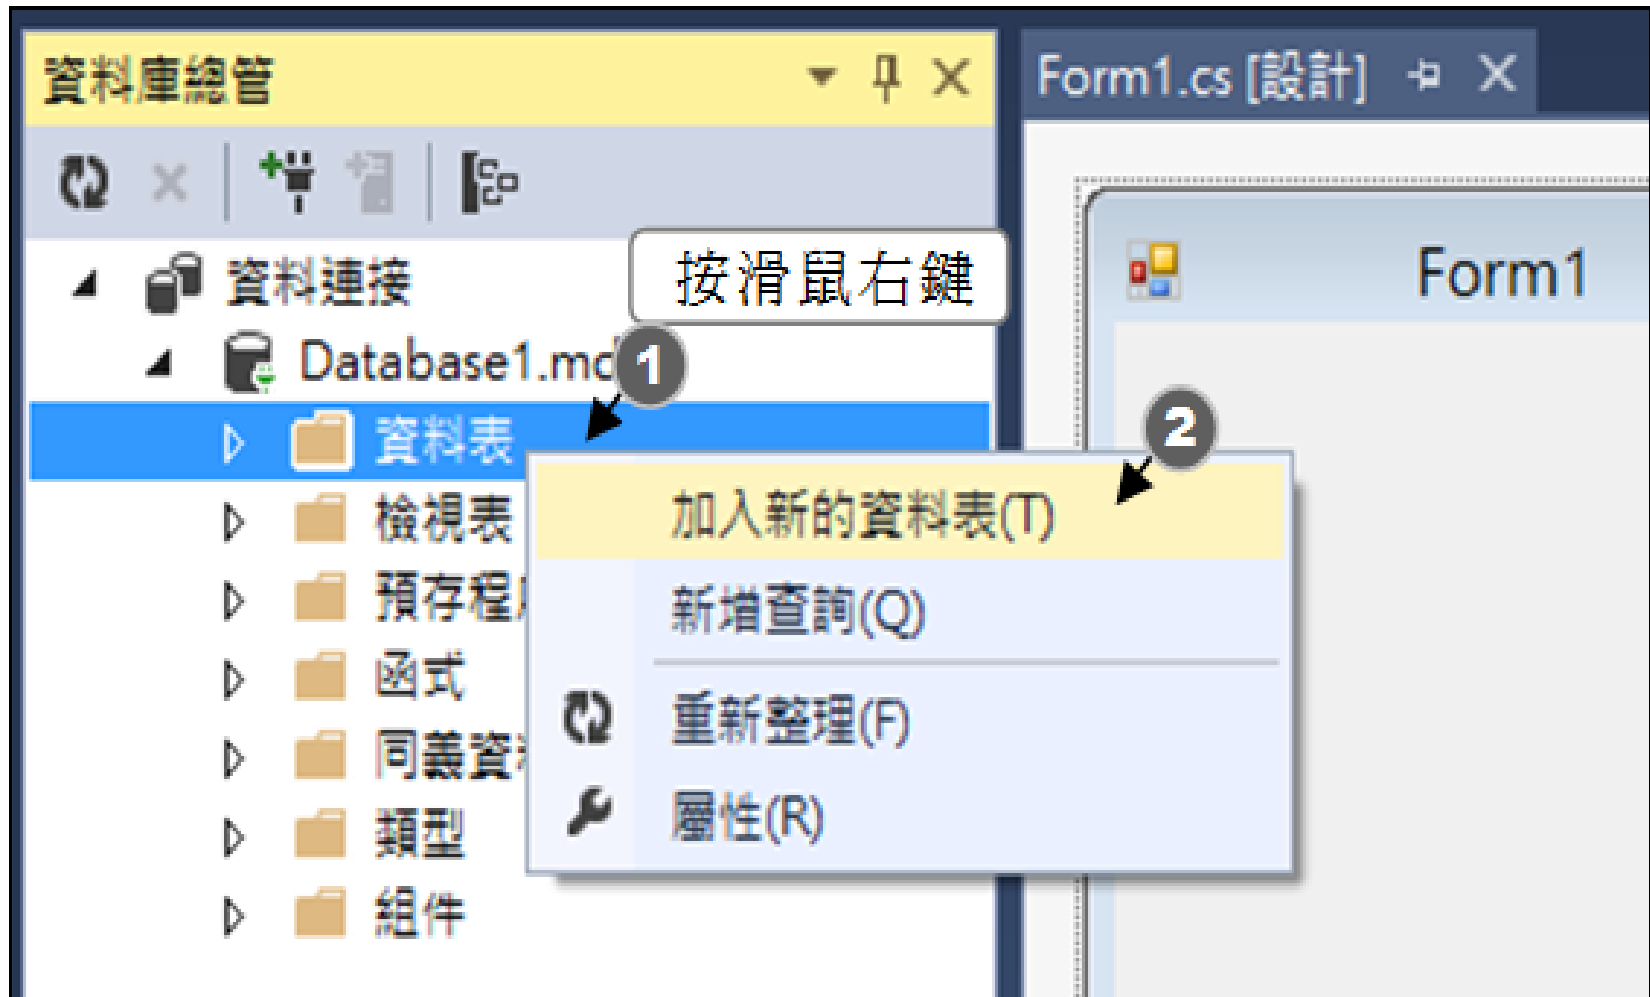 資料庫總管
Form1.cs [設計]
資料連接
按滑鼠右鍵
Form1
Database1.md
1
資料表
2
檢視表
加入新的資料表(T)
預存程
新增查詢(Q)
函式
重新整理(F)
同義資
屬性(R)
類型
組件